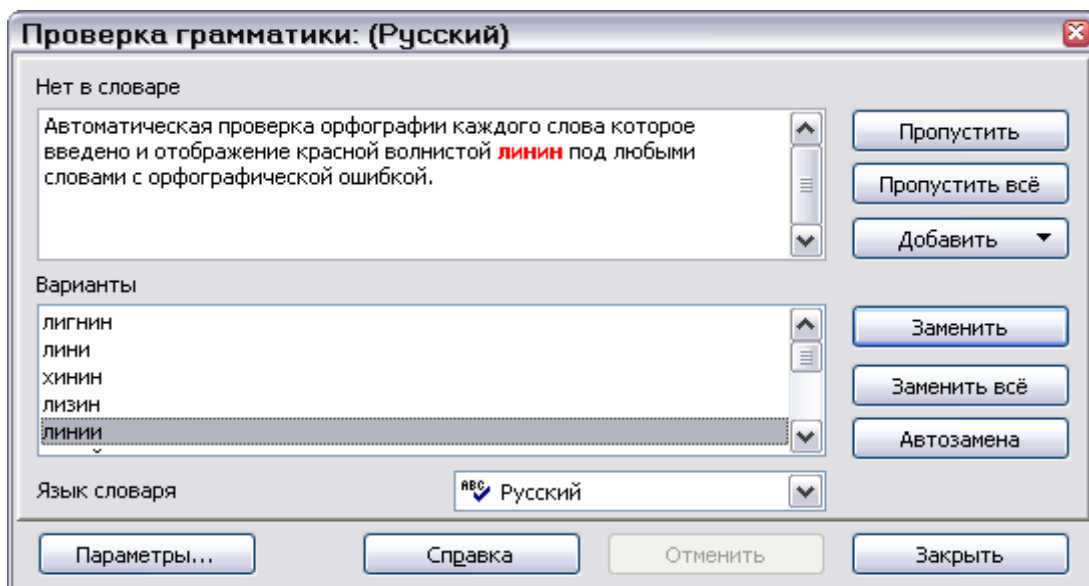 Проверка грамматики: (Русский)
Нет в словаре
Автоматическая проверка орфографии каждого слова которое
введено и отображение красной волнистой линин под любыми
словами с орфографической ошибкой.
Пропустить
Пропустить всё
Добавить
Варианты
лигнин
лини
хинин
лизин
линии
Заменить
Заменить всё
Автозамена
Язык словаря
ABC Русский
Параметры...
Справка
Отменить
Закрыть